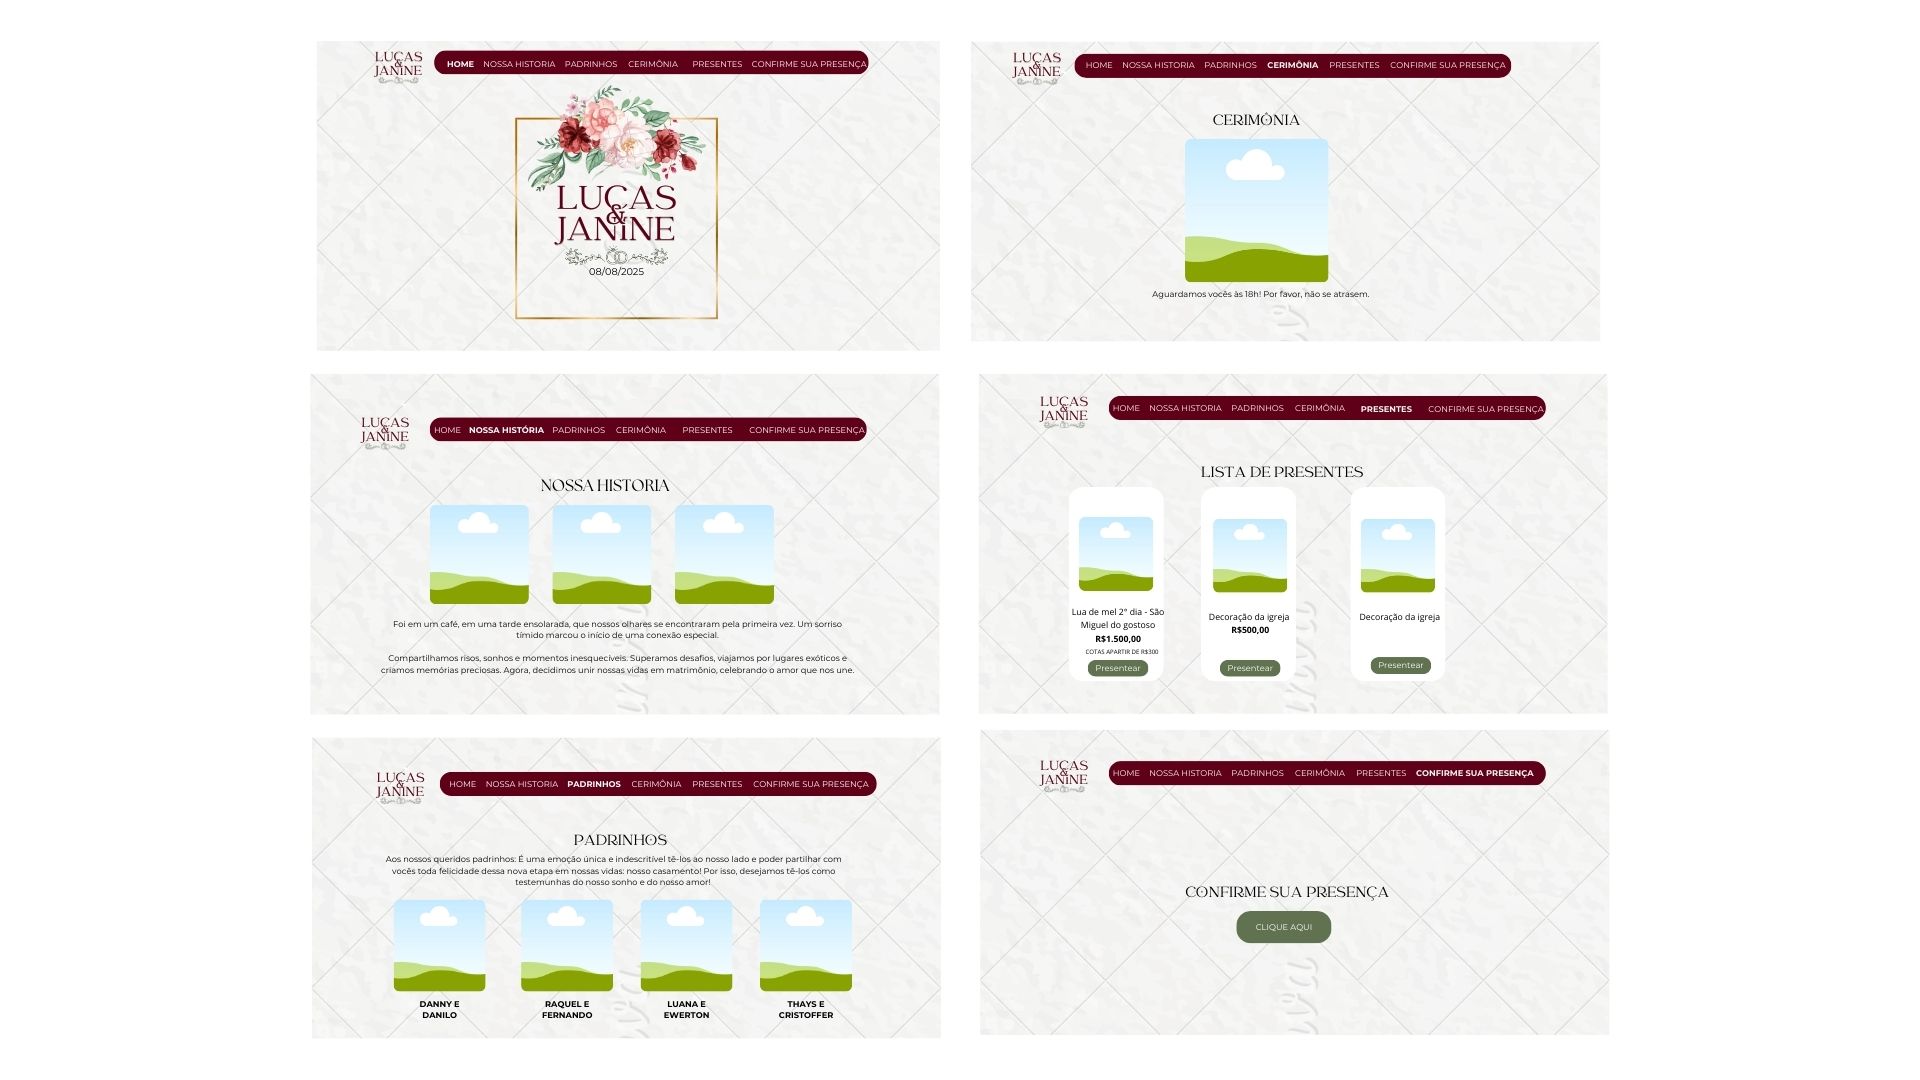 LUCAS
&
JANINE
HOME NOSSA HISTORIA PADRINHOS CERIMÔNIA PRESENTES CONFIRME SUA PRESENÇA
LUCAS
&
JANINE
08/08/2025
LUCAS
&
JANINE
HOME NOSSA HISTORIA PADRINHOS CERIMÔNIA PRESENTES CONFIRME SUA PRESENÇA
CERIMÔNIA
Aguardamos vocês às 18h! Por favor, não se atrasem.
LUCAS
&
JANINE
HOME NOSSA HISTÓRIA PADRINHOS CERIMÔNIA PRESENTES CONFIRME SUA PRESENÇA
NOSSA HISTORIA
Foi em um café, em uma tarde ensolarada, que nossos olhares se encontraram pela primeira vez. Um sorriso
tímido marcou o início de uma conexão especial.
Compartilhamos risos, sonhos e momentos inesquecíveis. Superamos desafios, viajamos por lugares exóticos e
criamos memórias preciosas. Agora, decidimos unir nossas vidas em matrimônio, celebrando o amor que nos une.
LUCAS
&
JANINE
HOME NOSSA HISTORIA PADRINHOS CERIMÔNIA PRESENTES CONFIRME SUA PRESENÇA
LISTA DE PRESENTES
Lua de mel 2° dia - São
Miguel do gostoso
R$1.500,00
COTAS APARTIR DE R$300
Presentear
Decoração da igreja
R$500,00
Presentear
Decoração da igreja
Presentear
LUCAS
&
JANINE
HOME NOSSA HISTORIA PADRINHOS CERIMÔNIA PRESENTES CONFIRME SUA PRESENÇA
PADRINHOS
Aos nossos queridos padrinhos: É uma emoção única e indescritível tê-los ao nosso lado e poder partilhar com
vocês toda felicidade dessa nova etapa em nossas vidas: nosso casamento! Por isso, desejamos tê-los como
testemunhas do nosso sonho e do nosso amor!
DANNY E
DANILO
RAQUEL E
FERNANDO
LUANA E
EWERTON
THAYS E
CRISTOFFER
LUCAS
&
JANINE
HOME NOSSA HISTORIA PADRINHOS CERIMÔNIA PRESENTES CONFIRME SUA PRESENÇA
CONFIRME SUA PRESENÇA
CLIQUE AQUI